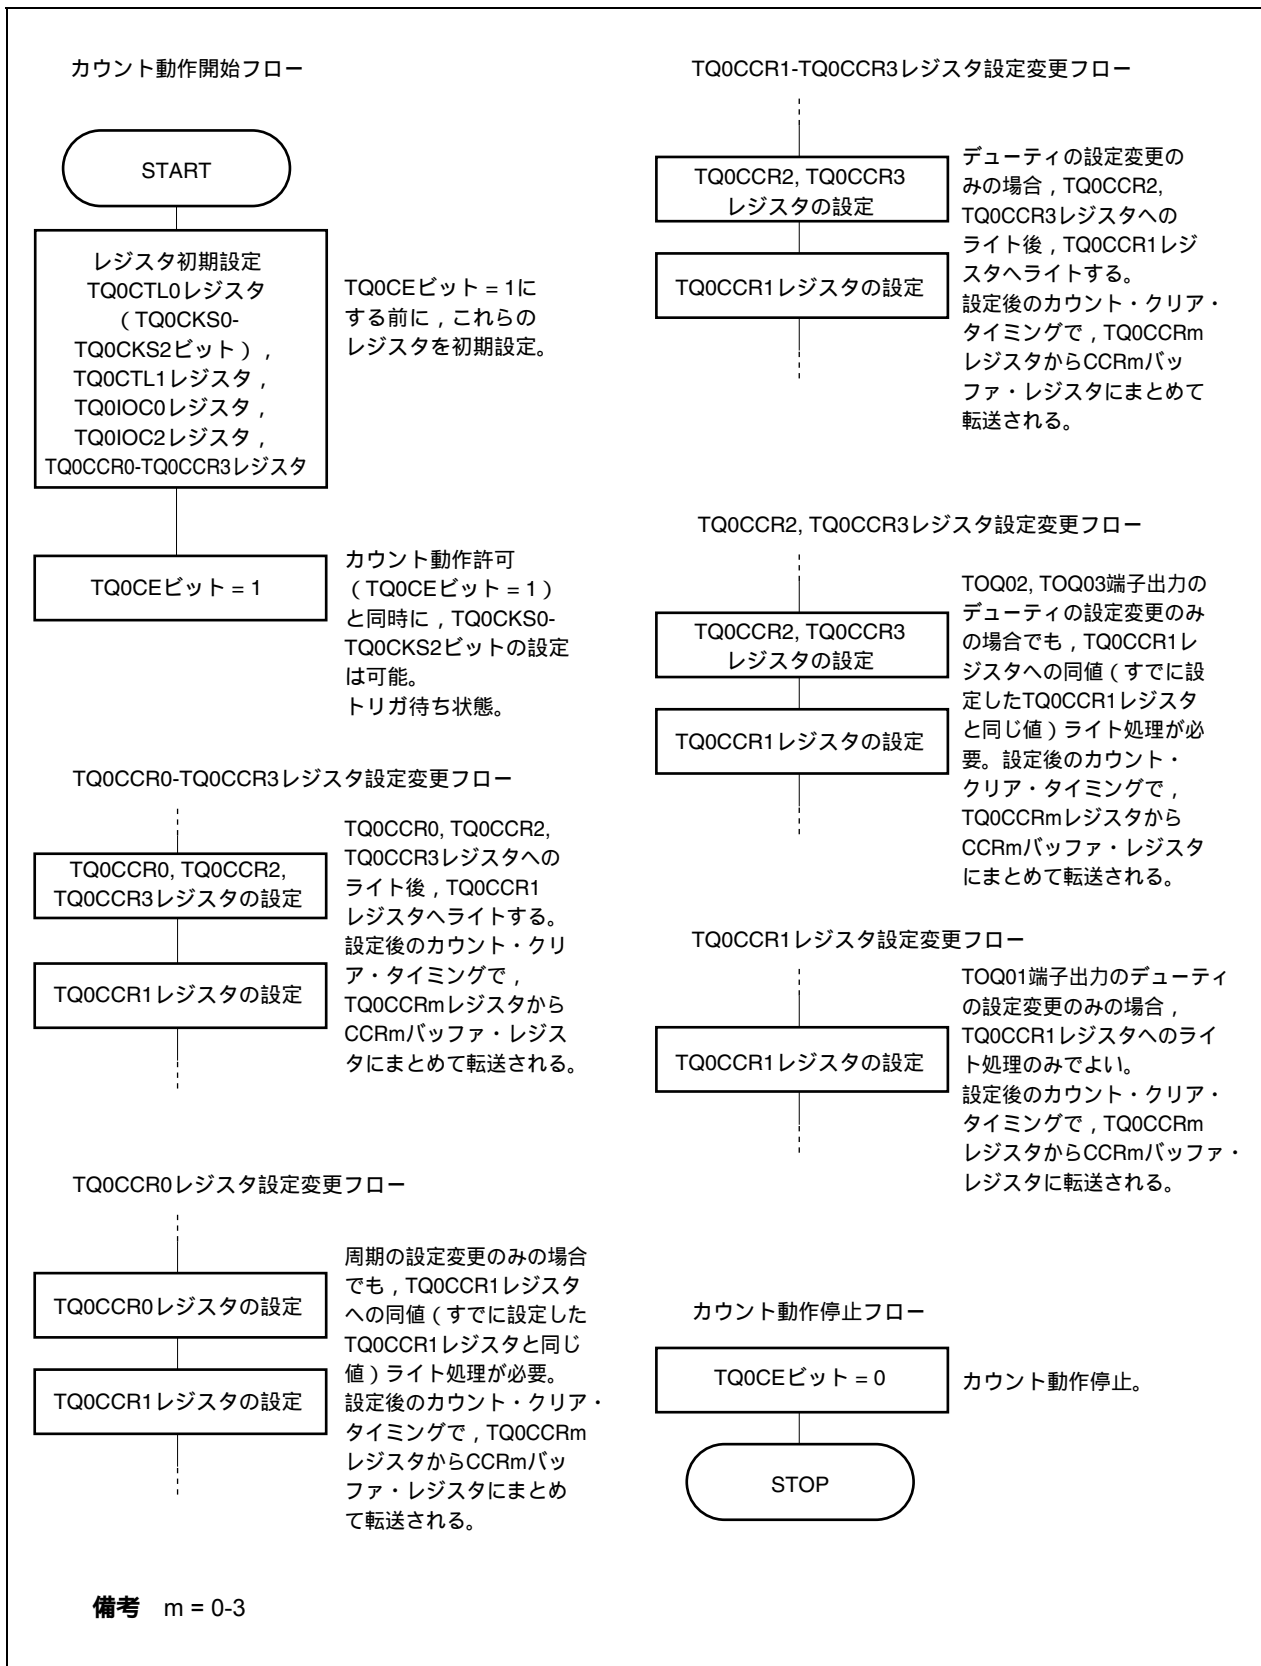 カウント動作開始フロー
START
レジスタ初期設定
TQ0CTL0レジスタ
（TQ0CKS0-
TQ0CKS2ビット），
TQ0CTL1レジスタ，
TQ0IOC0レジスタ，
TQ0IOC2レジスタ，
TQ0CCR0-TQ0CCR3レジスタ
TQ0CEビット = 1に
する前に，これらの
レジスタを初期設定。
TQ0CEビット = 1
カウント動作許可
（TQ0CEビット = 1）
と同時に，TQ0CKS0-
TQ0CKS2ビットの設定
は可能。
トリガ待ち状態。
TQ0CCR0-TQ0CCR3レジスタ設定変更フロー
TQ0CCR0, TQ0CCR2,
TQ0CCR3レジスタの設定
TQ0CCR1レジスタの設定
TQ0CCR0, TQ0CCR2,
TQ0CCR3レジスタへの
ライト後，TQ0CCR1
レジスタへライトする。
設定後のカウント・クリ
ア・タイミングで，
TQ0CCRmレジスタから
CCRmバッファ・レジス
タにまとめて転送される。
TQ0CCR0レジスタ設定変更フロー
TQ0CCR0レジスタの設定
TQ0CCR1レジスタの設定
周期の設定変更のみの場合
でも，TQ0CCR1レジスタ
への同値（すでに設定した
TQ0CCR1レジスタと同じ
値）ライト処理が必要。
設定後のカウント・クリア・
タイミングで，TQ0CCRm
レジスタからCCRmバッ
ファ・レジスタにまとめ
て転送される。
TQ0CCR1-TQ0CCR3レジスタ設定変更フロー
TQ0CCR2, TQ0CCR3
レジスタの設定
TQ0CCR1レジスタの設定
デューティの設定変更の
みの場合，TQ0CCR2,
TQ0CCR3レジスタへの
ライト後，TQ0CCR1レジ
スタへライトする。
設定後のカウント・クリア・
タイミングで，TQ0CCRm
レジスタからCCRmバッ
ファ・レジスタにまとめて
転送される。
TQ0CCR2, TQ0CCR3レジスタ設定変更フロー
TQ0CCR2, TQ0CCR3
レジスタの設定
TQ0CCR1レジスタの設定
TOQ02, TOQ03端子出力の
デューティの設定変更のみ
の場合でも，TQ0CCR1レ
ジスタへの同値（すでに設
定したTQ0CCR1レジスタ
と同じ値）ライト処理が必
要。設定後のカウント・
クリア・タイミングで，
TQ0CCRmレジスタから
CCRmバッファ・レジスタ
にまとめて転送される。
TQ0CCR1レジスタ設定変更フロー
TQ0CCR1レジスタの設定
TOQ01端子出力のデューティ
の設定変更のみの場合，
TQ0CCR1レジスタへのライ
ト処理のみでよい。
設定後のカウント・クリア・
タイミングで，TQ0CCRm
レジスタからCCRmバッファ・
レジスタに転送される。
カウント動作停止フロー
TQ0CEビット = 0
カウント動作停止。
STOP
備考 m = 0-3